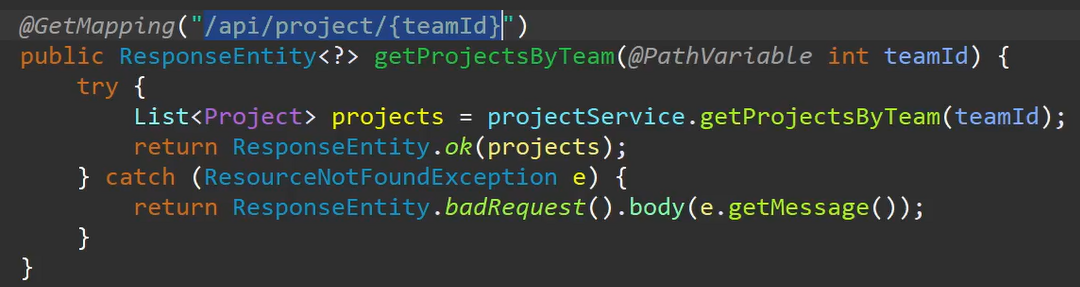 @GetMapping("/api/project/{teamId}")
public ResponseEntity<?> getProjectsByTeam(@PathVariable int teamId) {
try {
List<Project> projects = projectService.getProjectsByTeam(teamId);
return ResponseEntity.ok(projects);
} catch (ResourceNotFoundException e) {
return ResponseEntity.badRequest().body(e.getMessage());
}
}